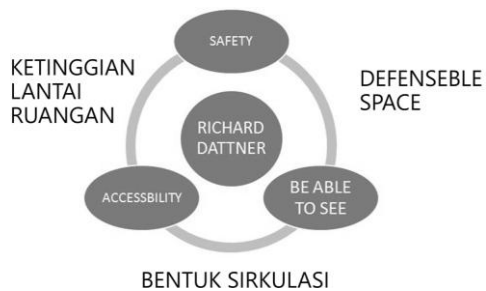 SAFETY
KETINGGIAN
LANTAI
RUANGAN
DEFENSEBLE
SPACE
RICHARD
DATTNER
ACCESSBILITY
BE ABLE
TO SEE
BENTUK SIRKULASI